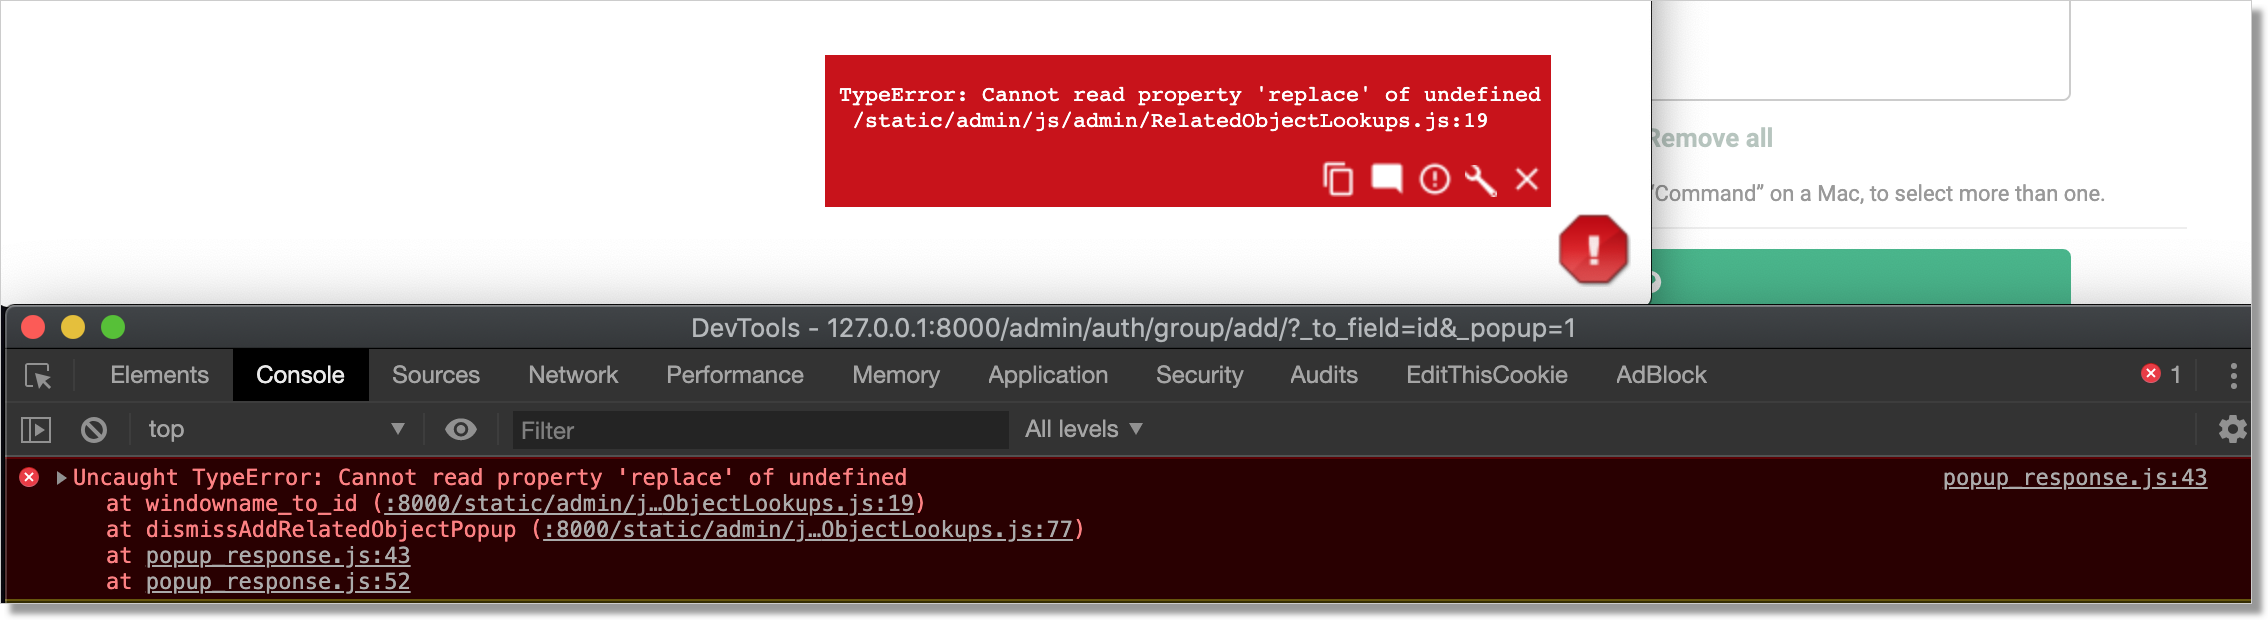 TypeError: Cannot read property 'replace' of undefined
/static/admin/js/admin/RelatedObjectLookups.js:19
Remove all
“Command” on a Mac, to select more than one.
DevTools - 127.0.0.1:8000/admin/auth/group/add/?_to_field=id&_popup=1
Elements Console Sources Network Performance Memory Application Security Audits EditThisCookie AdBlock 1
top Filter All levels
Uncaught TypeError: Cannot read property 'replace' of undefined popup_response.js:43
at windowname_to_id (:8000/static/admin/j…ObjectLookups.js:19)
at dismissAddRelatedObjectPopup (:8000/static/admin/j…ObjectLookups.js:77)
at popup_response.js:43
at popup_response.js:52